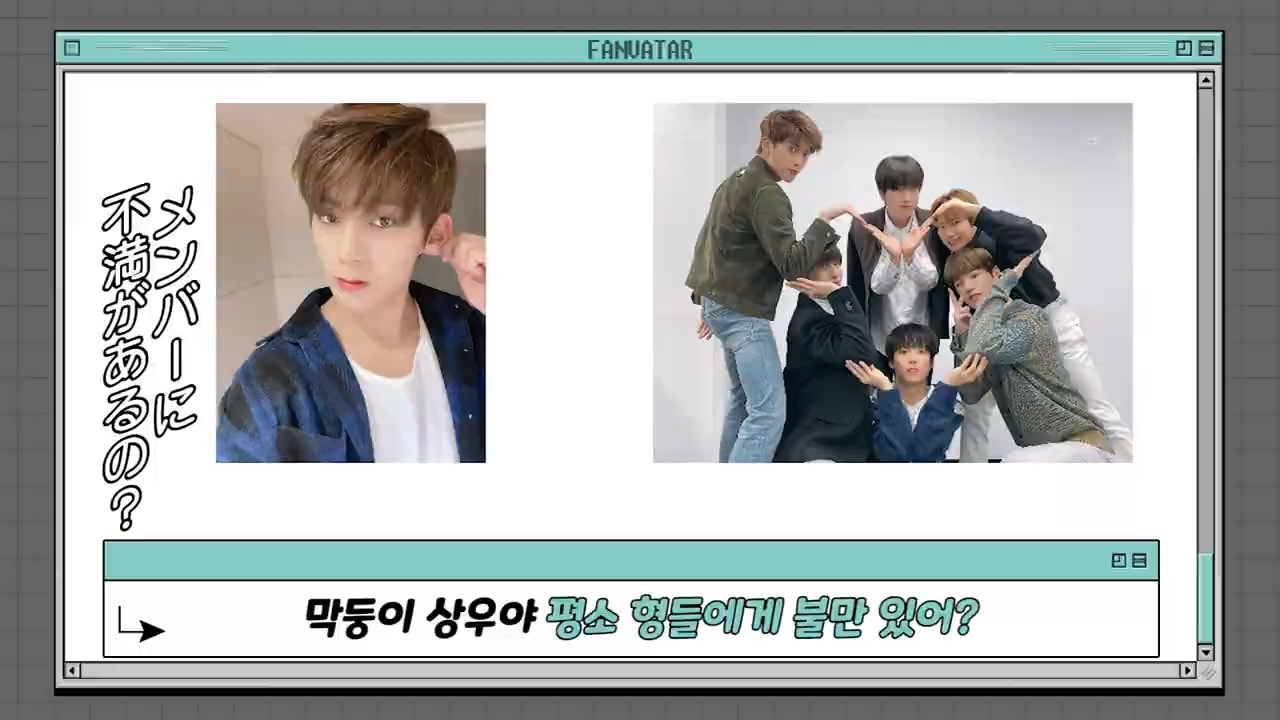 FANVATAR
メンバーに
不満があるの?
막둥이 상우야 평소 형들에게 불만 있어?